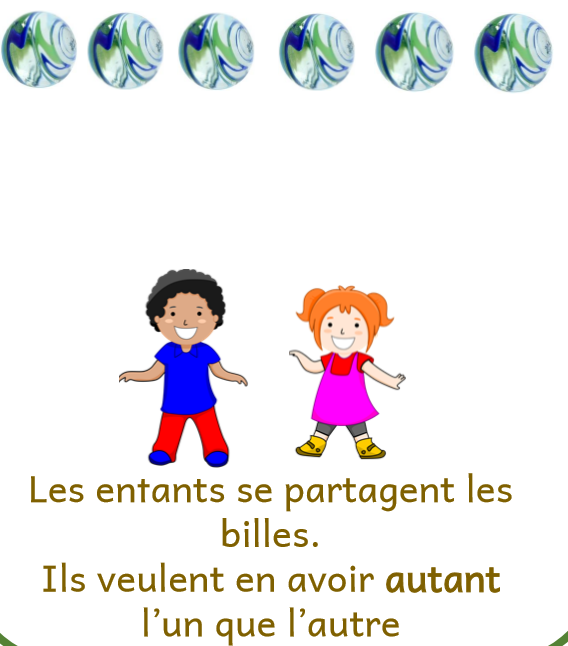 Les entants se partagent les
billes.
Ils veulent en avoir autant
l'un que l'autre